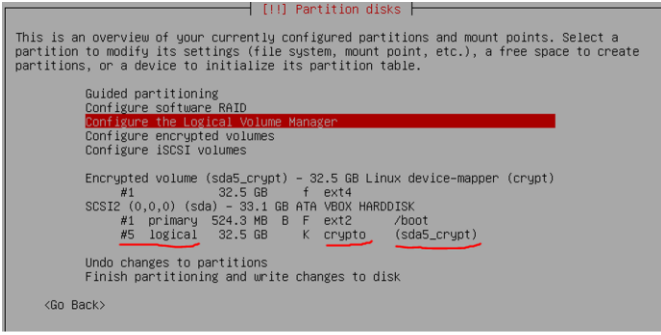 [!!] Partition disks
This is an overview of your currently configured partitions and mount points. Select a
partition to modify its settings (file system, mount point, etc.), a free space to create
partitions, or a device to initialize its partition table.
Guided partitioning
Configure software RAID
Configure the Logical Volume Manager
Configure encrypted volumes
Configure iSCSI volumes
Encrypted volume (sda5_crypt) - 32.5 GB Linux device-mapper (crypt)
#1 32.5 GB f ext4
SCSI2 (0,0,0) (sda) - 33.1 GB ATA VBOX HARDDISK
#1 primary 524.3 MB B F ext2 /boot
#5 logical 32.5 GB K crypto (sda5_crypt)
Undo changes to partitions
Finish partitioning and write changes to disk
<Go Back>